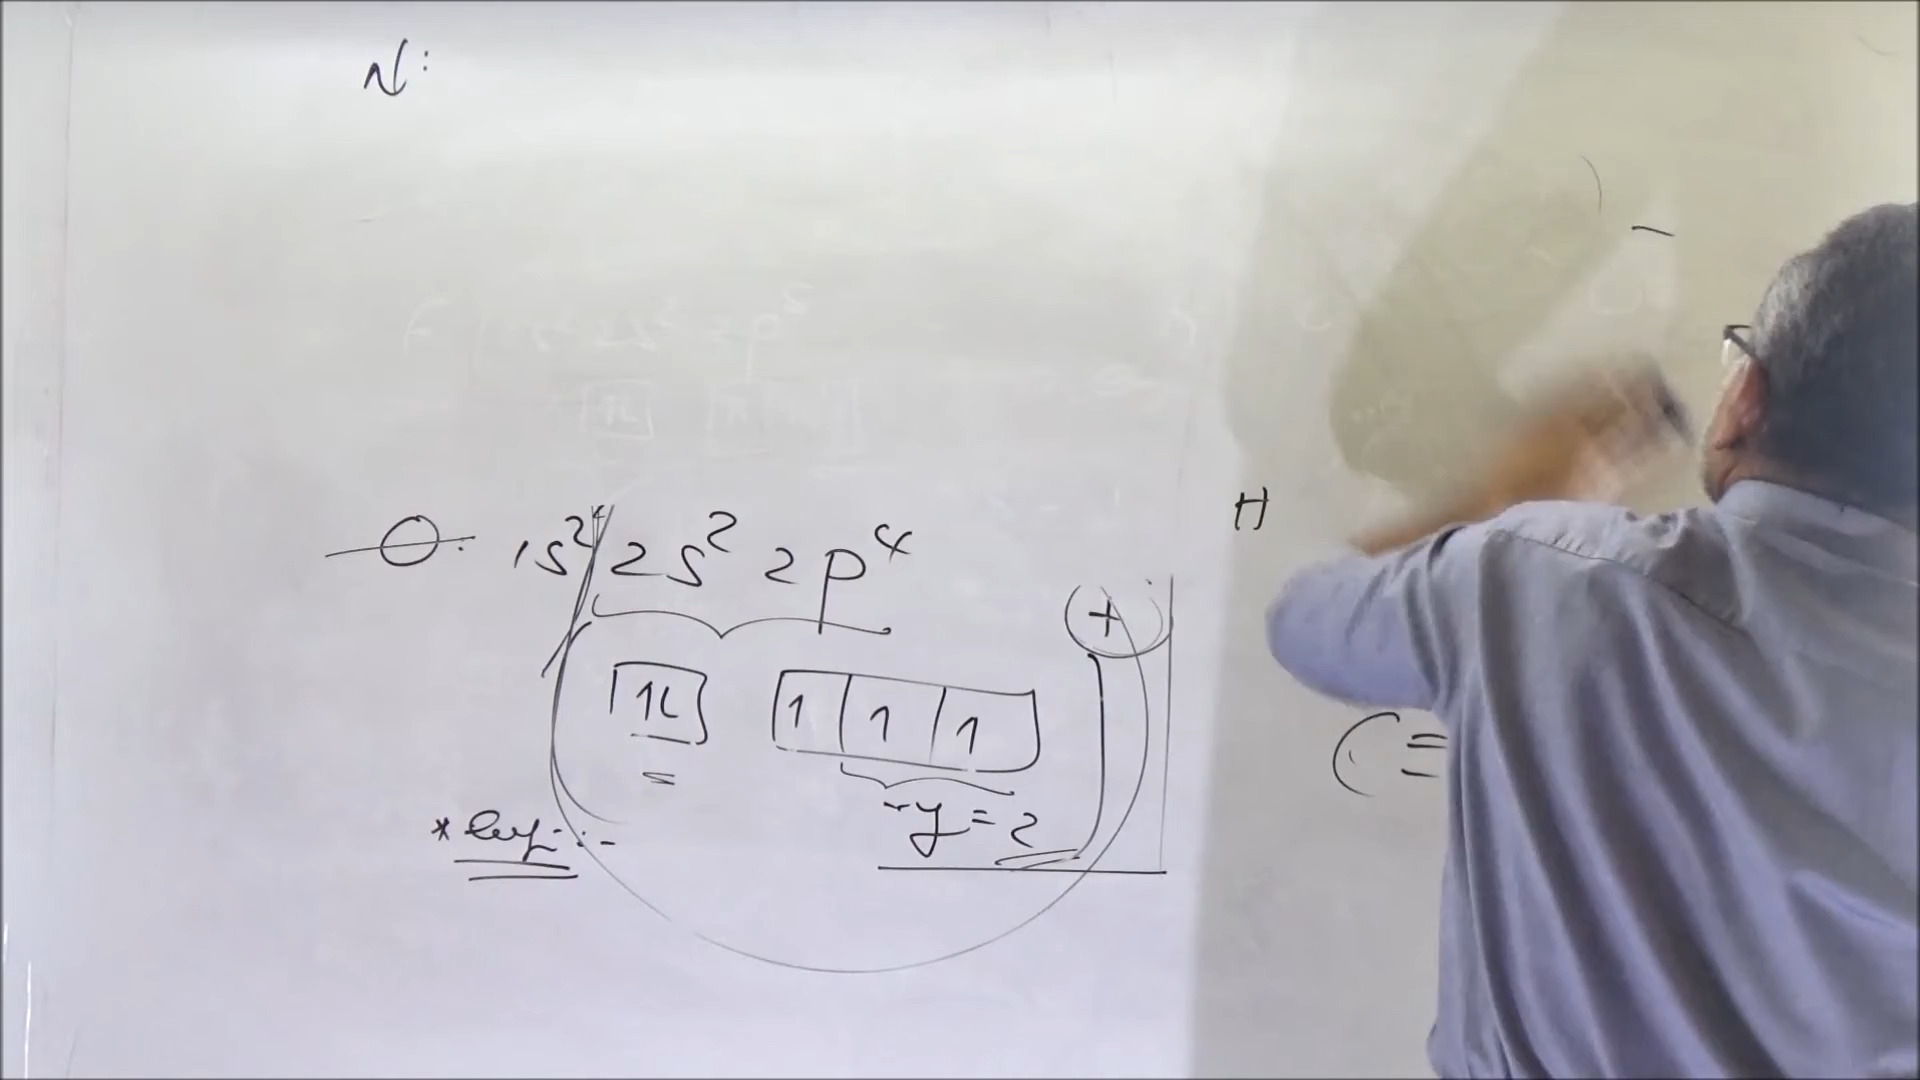 N:
H
O: 1s² 2s² 2p⁴
+
1L 1 1 1
(=
y = 2